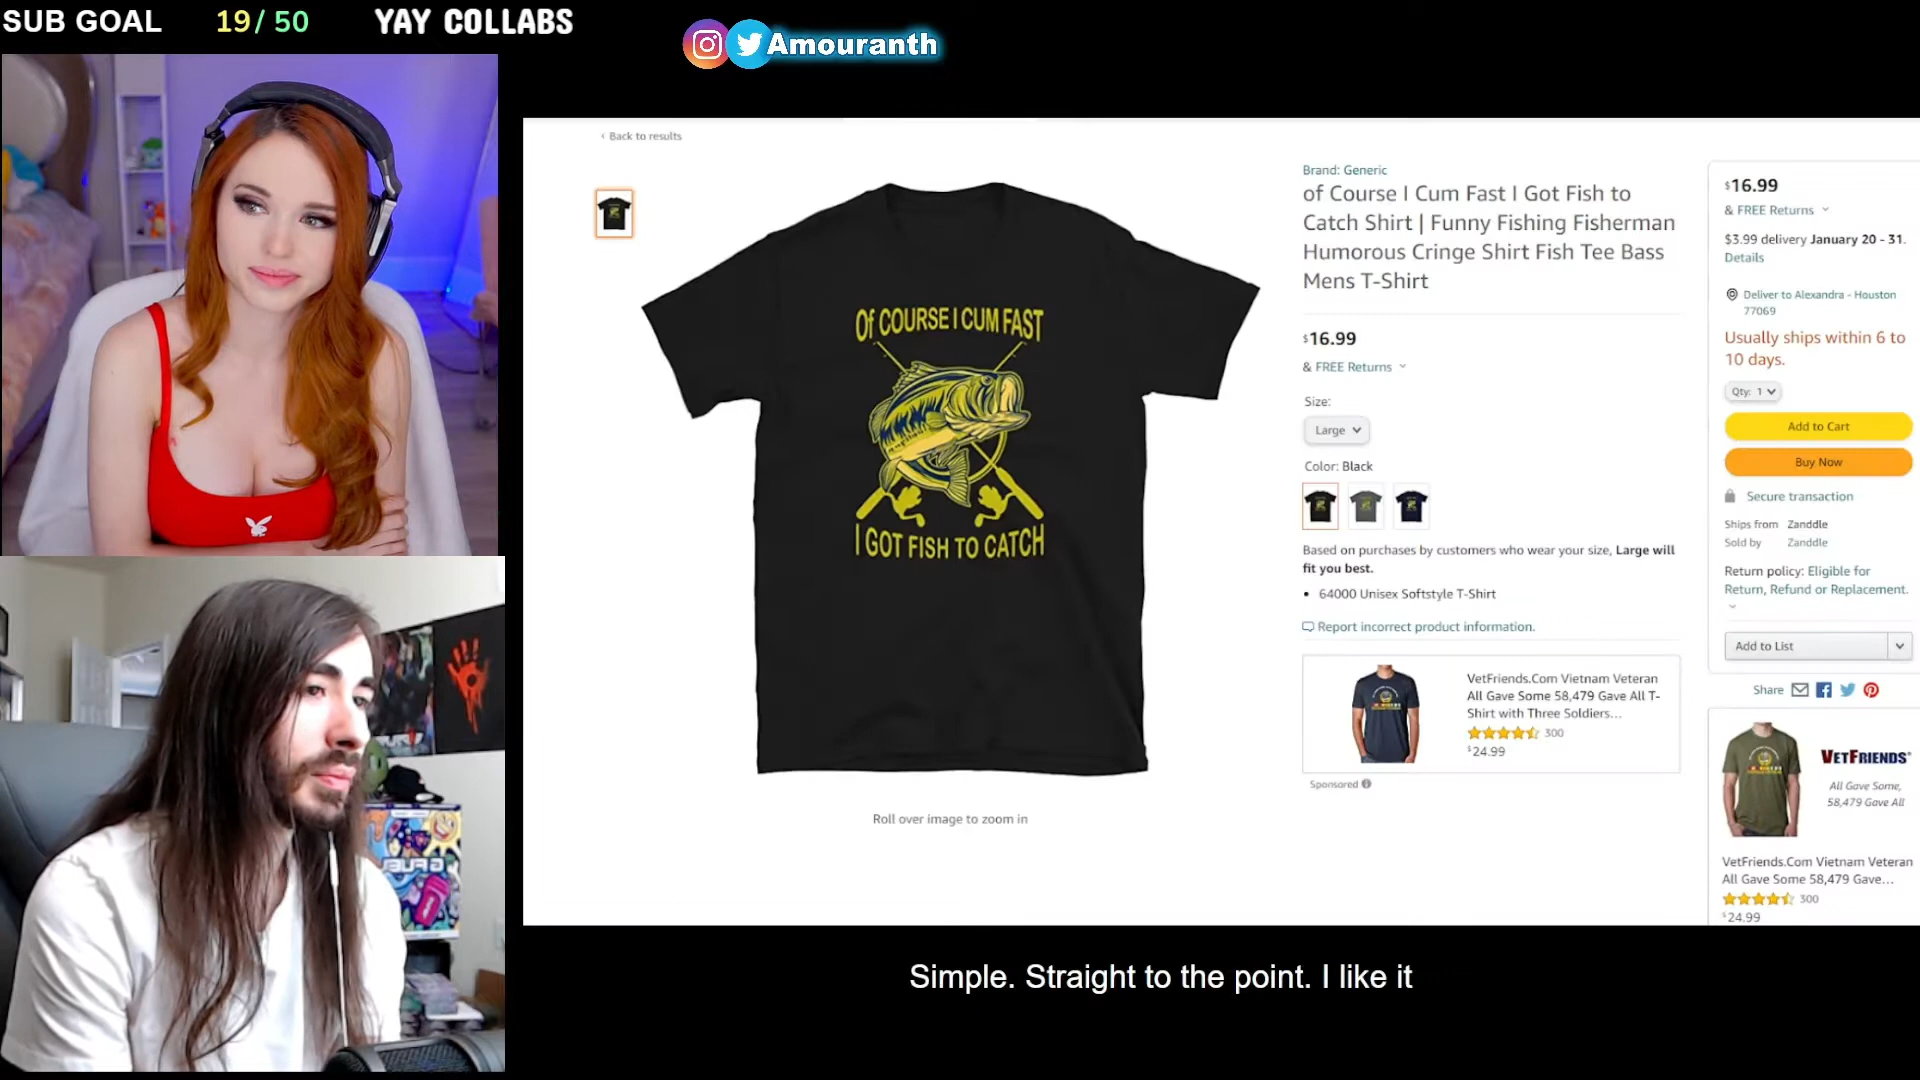 SUB GOAL 19/ 50 YAY COLLABS
Amouranth
‹ Back to results
Of COURSE I CUM FAST
I GOT FISH TO CATCH
Roll over image to zoom in
Brand: Generic
of Course I Cum Fast I Got Fish to
Catch Shirt | Funny Fishing Fisherman
Humorous Cringe Shirt Fish Tee Bass
Mens T-Shirt
$16.99
& FREE Returns
Size:
Large
Color: Black
Based on purchases by customers who wear your size, Large will
fit you best.
• 64000 Unisex Softstyle T-Shirt
Report incorrect product information.
VetFriends.Com Vietnam Veteran
All Gave Some 58,479 Gave All T-
Shirt with Three Soldiers...
300
$24.99
Sponsored
$16.99
& FREE Returns
$3.99 delivery January 20 - 31.
Details
Deliver to Alexandra - Houston
77069
Usually ships within 6 to
10 days.
Qty: 1
Add to Cart
Buy Now
Secure transaction
Ships from Zanddle
Sold by Zanddle
Return policy: Eligible for
Return, Refund or Replacement.
Add to List
Share
VETFRIENDS
All Gave Some,
58,479 Gave All
VetFriends.Com Vietnam Veteran
All Gave Some 58,479 Gave...
300
$24.99
Simple. Straight to the point. I like it